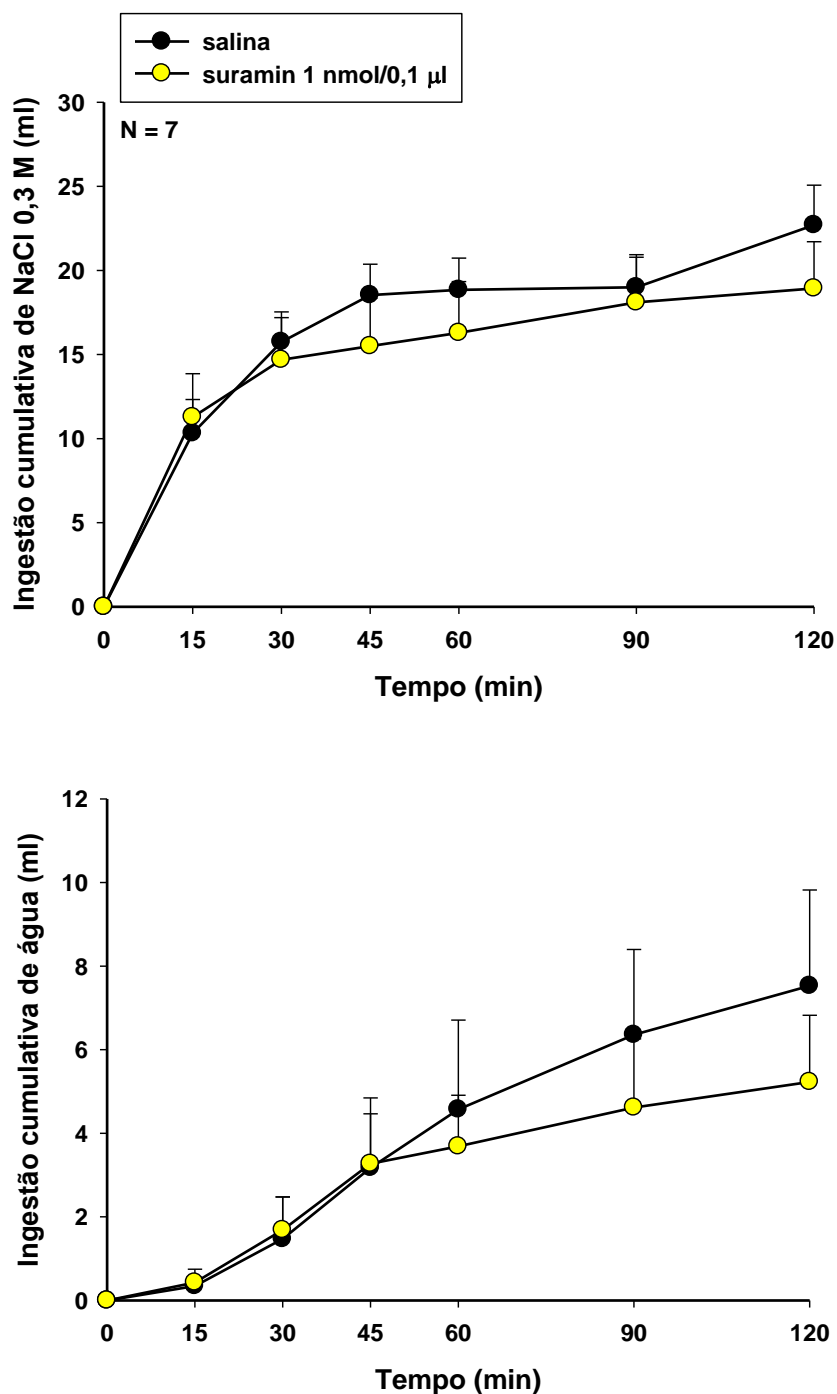 salina
suramin 1 nmol/0,1 μl
N = 7
Ingestão cumulativa de NaCl 0,3 M (ml)
30
25
20
15
10
5
0
0 15 30 45 60 90 120
Tempo (min)
Ingestão cumulativa de água (ml)
12
10
8
6
4
2
0
0 15 30 45 60 90 120
Tempo (min)